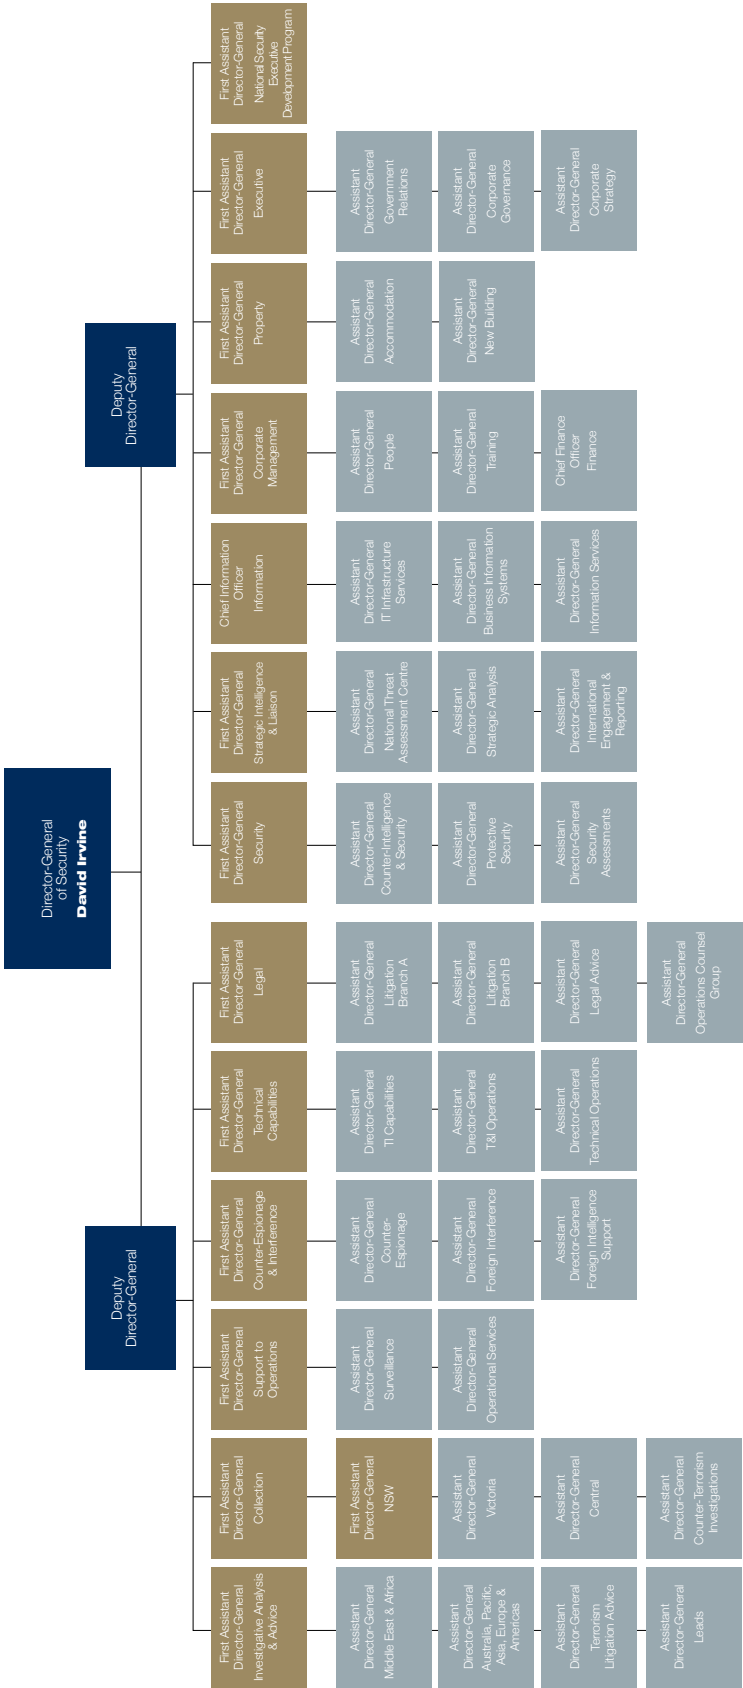 Director-General
of Security
David Irvine
Deputy
Director-General
Deputy
Director-General
First Assistant
Director-General
Investigative Analysis
& Advice
First Assistant
Director-General
Collection
First Assistant
Director-General
Support to
Operations
First Assistant
Director-General
Counter-Espionage
& Interference
First Assistant
Director-General
Technical
Capabilities
First Assistant
Director-General
Legal
First Assistant
Director-General
Security
First Assistant
Director-General
Strategic Intelligence
& Liaison
Chief Information
Officer
Information
First Assistant
Director-General
Corporate
Management
First Assistant
Director-General
Property
First Assistant
Director-General
Executive
First Assistant
Director-General
National Security
Executive
Development Program
Assistant
Director-General
Middle East & Africa
First Assistant
Director-General
NSW
Assistant
Director-General
Surveillance
Assistant
Director-General
Counter-
Espionage
Assistant
Director-General
TI Capabilities
Assistant
Director-General
Litigation
Branch A
Assistant
Director-General
Counter-Intelligence
& Security
Assistant
Director-General
National Threat
Assessment Centre
Assistant
Director-General
IT Infrastructure
Services
Assistant
Director-General
People
Assistant
Director-General
Accommodation
Assistant
Director-General
Government
Relations
Assistant
Director-General
Australia, Pacific,
Asia, Europe &
Americas
Assistant
Director-General
Victoria
Assistant
Director-General
Operational Services
Assistant
Director-General
Foreign Interference
Assistant
Director-General
T&I Operations
Assistant
Director-General
Litigation
Branch B
Assistant
Director-General
Protective
Security
Assistant
Director-General
Strategic Analysis
Assistant
Director-General
Business Information
Systems
Assistant
Director-General
Training
Assistant
Director-General
New Building
Assistant
Director-General
Corporate
Governance
Assistant
Director-General
Terrorism
Litigation Advice
Assistant
Director-General
Central
Assistant
Director-General
Foreign Intelligence
Support
Assistant
Director-General
Technical Operations
Assistant
Director-General
Legal Advice
Assistant
Director-General
Security
Assessments
Assistant
Director-General
International
Engagement &
Reporting
Assistant
Director-General
Information Services
Chief Finance
Officer
Finance
Assistant
Director-General
Corporate
Strategy
Assistant
Director-General
Leads
Assistant
Director-General
Counter-Terrorism
Investigations
Assistant
Director-General
Operations Counsel
Group